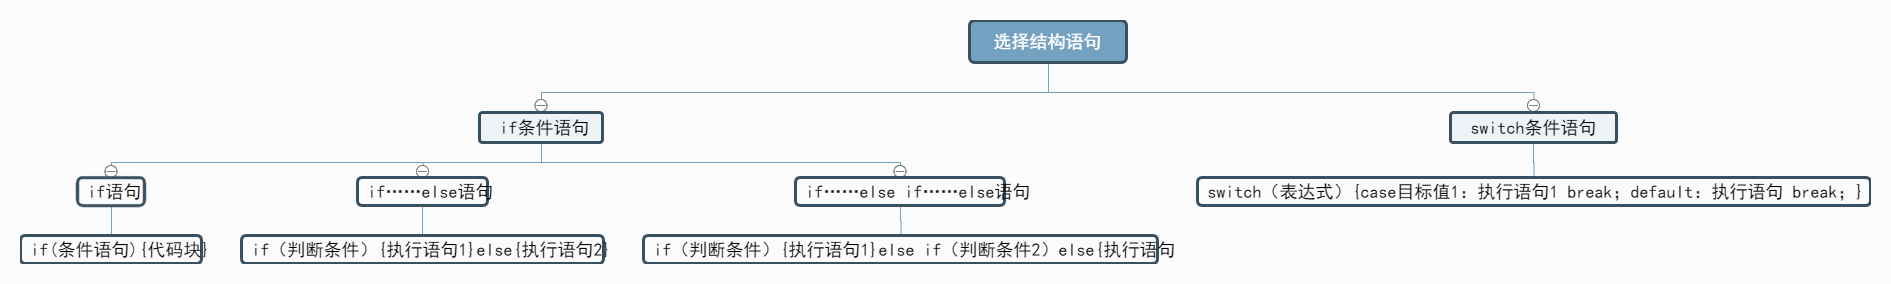 选择结构语句
if条件语句
switch条件语句
if语句
if……else语句
if……else if……else语句
switch（表达式）{case目标值1：执行语句1 break；default：执行语句 break；}
if(条件语句){代码块}
if（判断条件）{执行语句1}else{执行语句2}
if（判断条件）{执行语句1}else if（判断条件2）else{执行语句